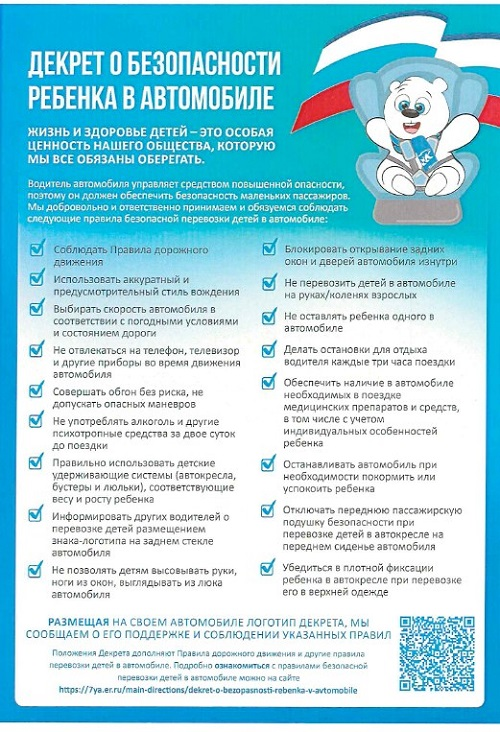 ДЕКРЕТ О БЕЗОПАСНОСТИ
РЕБЕНКА В АВТОМОБИЛЕ
ЖИЗНЬ И ЗДОРОВЬЕ ДЕТЕЙ – ЭТО ОСОБАЯ
ЦЕННОСТЬ НАШЕГО ОБЩЕСТВА, КОТОРУЮ
МЫ ВСЕ ОБЯЗАНЫ ОБЕРЕГАТЬ.
Водитель автомобиля управляет средством повышенной опасности,
поэтому он должен обеспечить безопасность маленьких пассажиров.
Мы добровольно и ответственно принимаем и обязуемся соблюдать
следующие правила безопасной перевозки детей в автомобиле:
Соблюдать Правила дорожного
движения
Использовать аккуратный и
предусмотрительный стиль вождения
Выбирать скорость автомобиля в
соответствии с погодными условиями
и состоянием дороги
Не отвлекаться на телефон, телевизор
и другие приборы во время движения
автомобиля
Совершать обгон без риска, не
допускать опасных маневров
Не употреблять алкоголь и другие
психотропные средства за двое суток
до поездки
Правильно использовать детские
удерживающие системы (автокресла,
бустеры и люльки), соответствующие
весу и росту ребенка
Информировать других водителей о
перевозке детей размещением
знака-логотипа на заднем стекле
автомобиля
Не позволять детям высовывать руки,
ноги из окон, выглядывать из люка
автомобиля
Блокировать открывание задних
окон и дверей автомобиля изнутри
Не перевозить детей в автомобиле
на руках/коленях взрослых
Не оставлять ребенка одного в
автомобиле
Делать остановки для отдыха
водителя каждые три часа поездки
Обеспечить наличие в автомобиле
необходимых в поездке
медицинских препаратов и средств,
в том числе с учетом
индивидуальных особенностей
ребенка
Останавливать автомобиль при
необходимости покормить или
успокоить ребенка
Отключать переднюю пассажирскую
подушку безопасности при
перевозке детей в автокресле на
переднем сиденье автомобиля
Убедиться в плотной фиксации
ребенка в автокресле при перевозке
его в верхней одежде
РАЗМЕЩАЯ НА СВОЕМ АВТОМОБИЛЕ ЛОГОТИП ДЕКРЕТА, МЫ
СООБЩАЕМ О ЕГО ПОДДЕРЖКЕ И СОБЛЮДЕНИИ УКАЗАННЫХ ПРАВИЛ
Положения Декрета дополняют Правила дорожного движения и другие правила
перевозки детей в автомобиле. Подробно ознакомиться с правилами безопасной
перевозки детей в автомобиле можно на сайте
https://7ya.er.ru/main-directions/dekret-o-bezopasnosti-rebenka-v-avtomobile